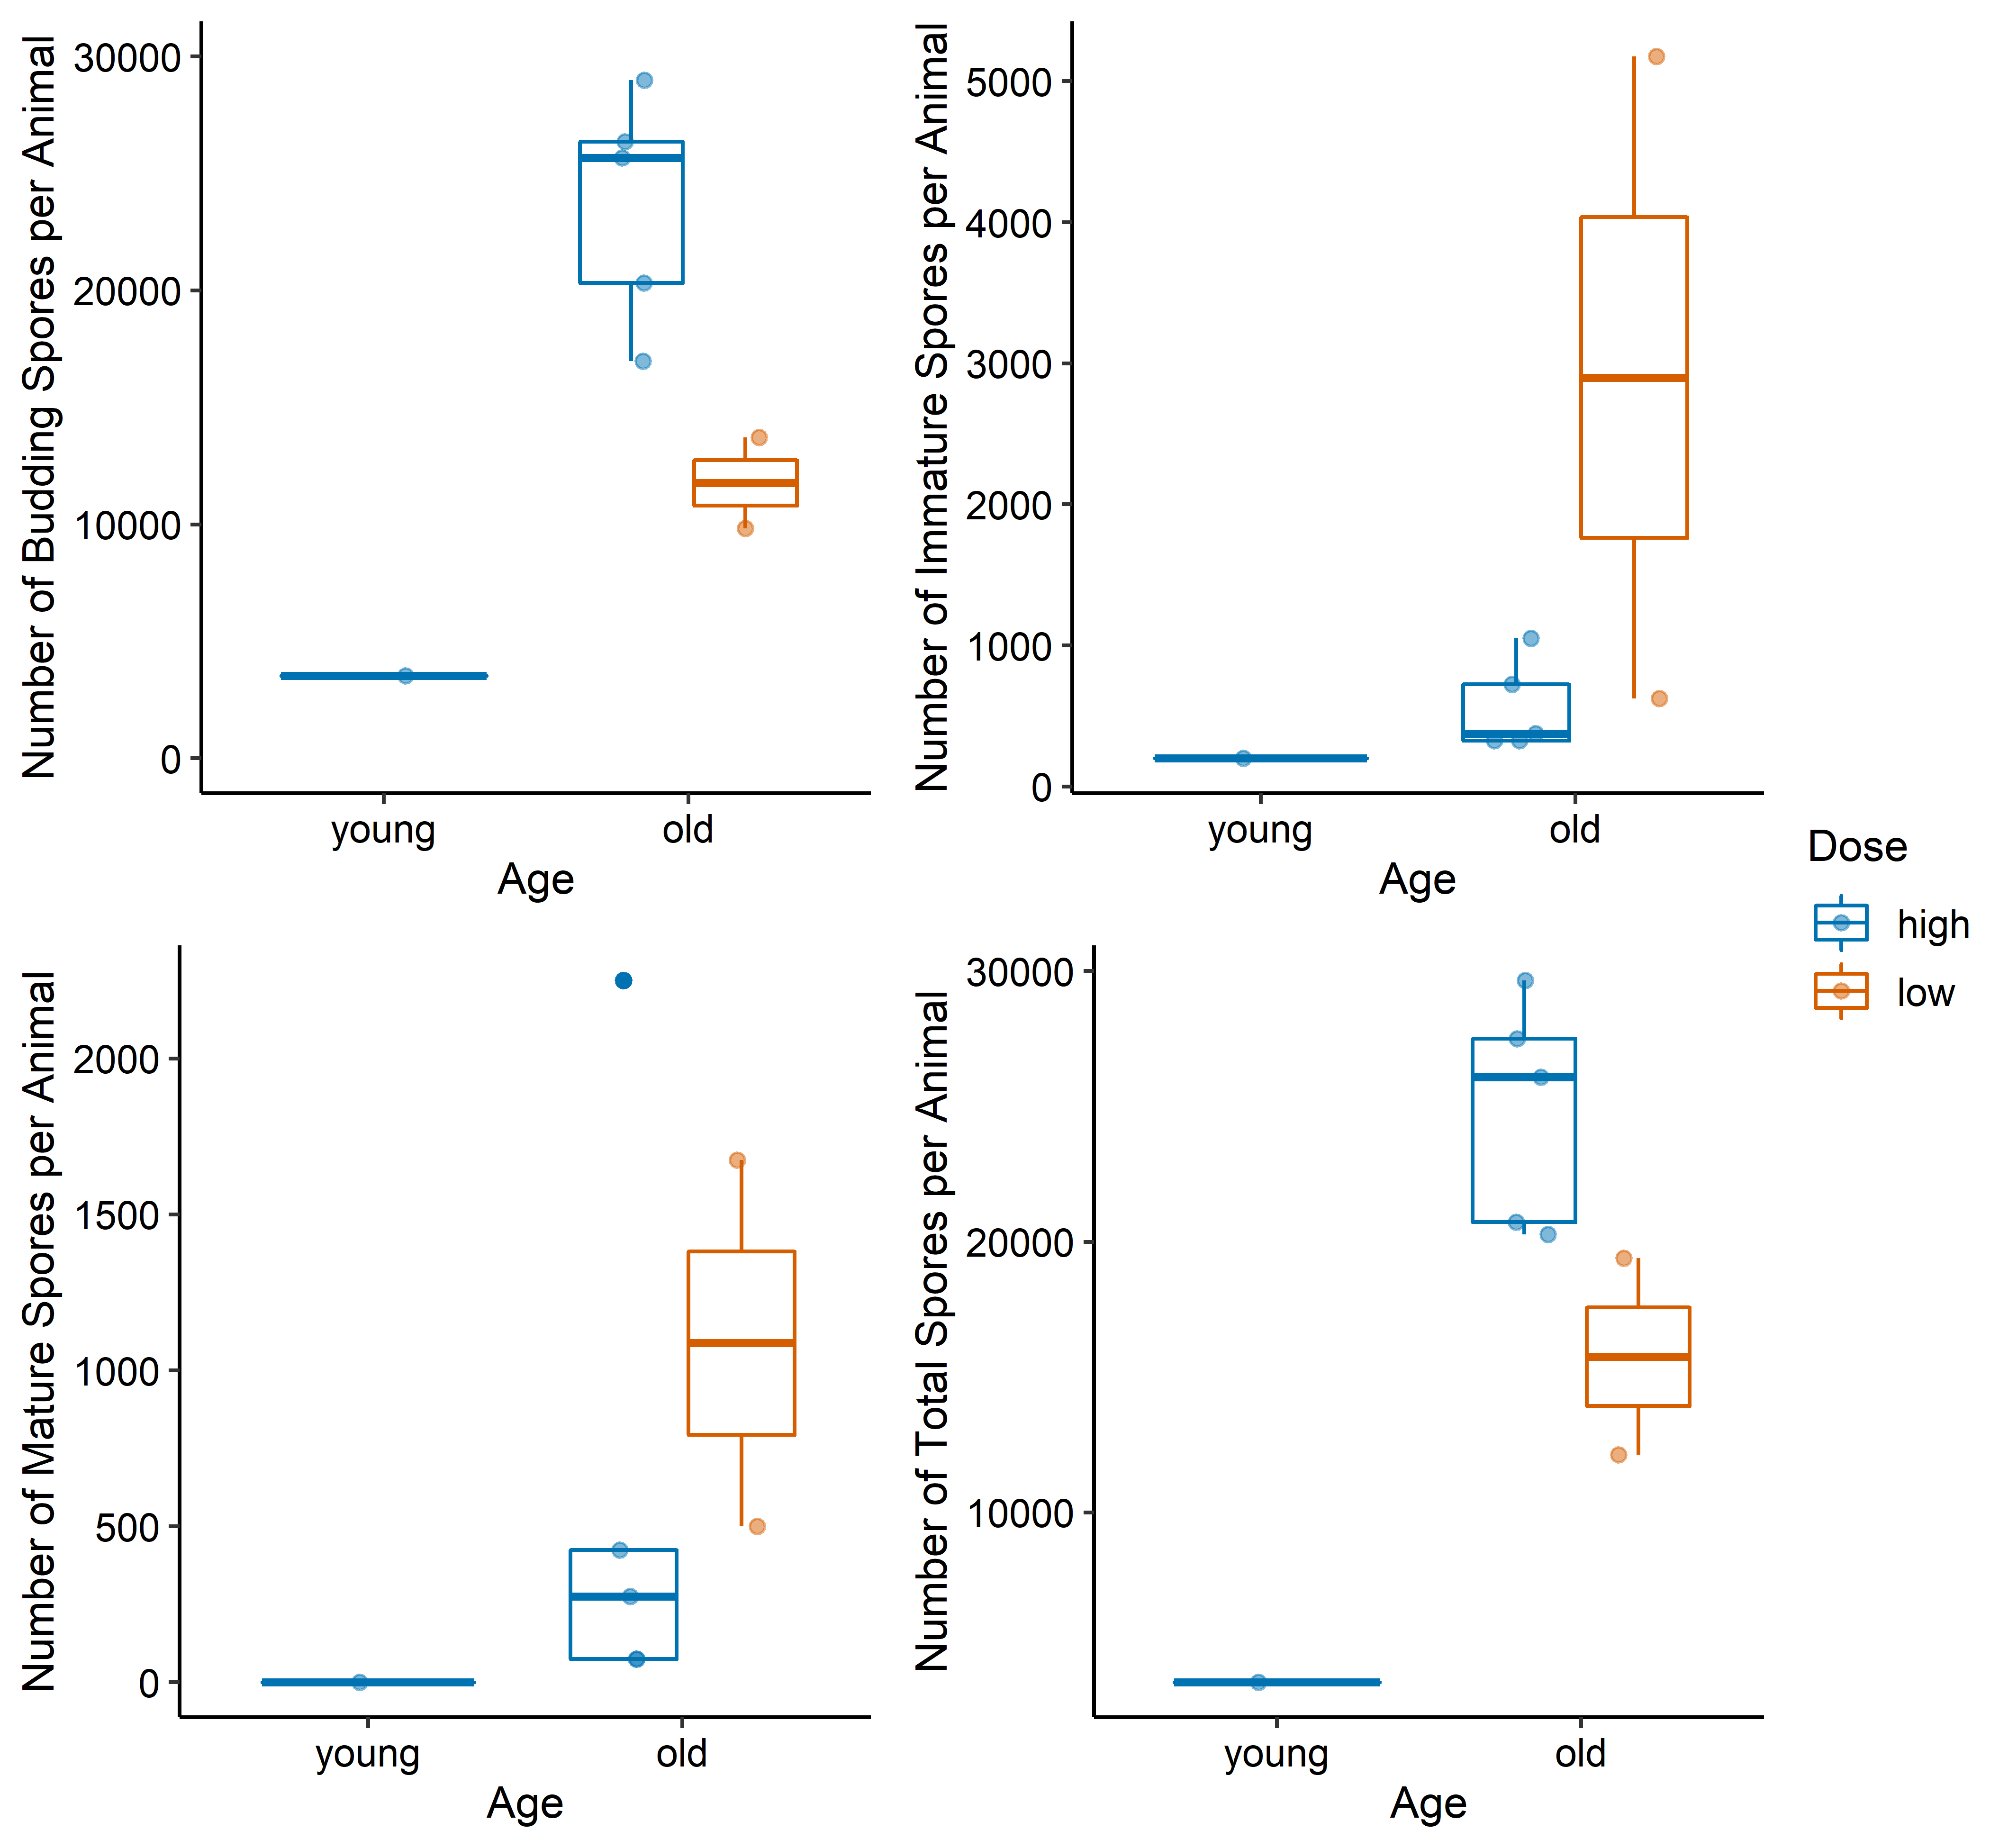 Number of Budding Spores per Animal
30000
20000
10000
0
young
old
Age
Number of Immature Spores per Animal
5000
4000
3000
2000
1000
0
young
old
Age
Number of Mature Spores per Animal
2000
1500
1000
500
0
young
old
Age
Number of Total Spores per Animal
30000
20000
10000
young
old
Age
Dose
high
low